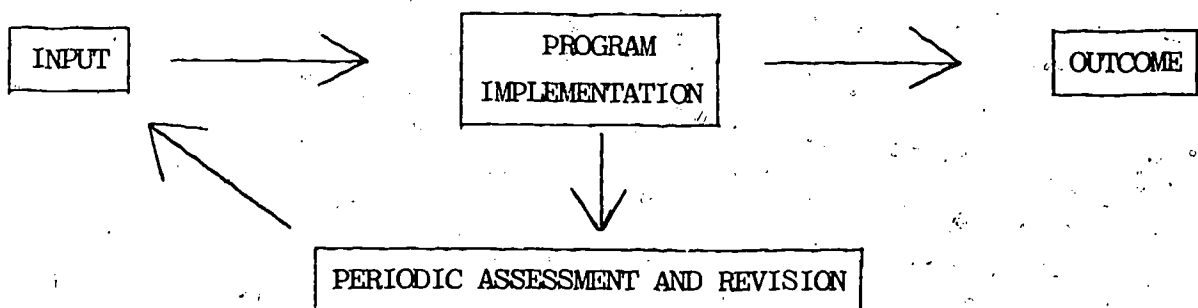 INPUT
PROGRAM
IMPLEMENTATION
OUTCOME
PERIODIC ASSESSMENT AND REVISION